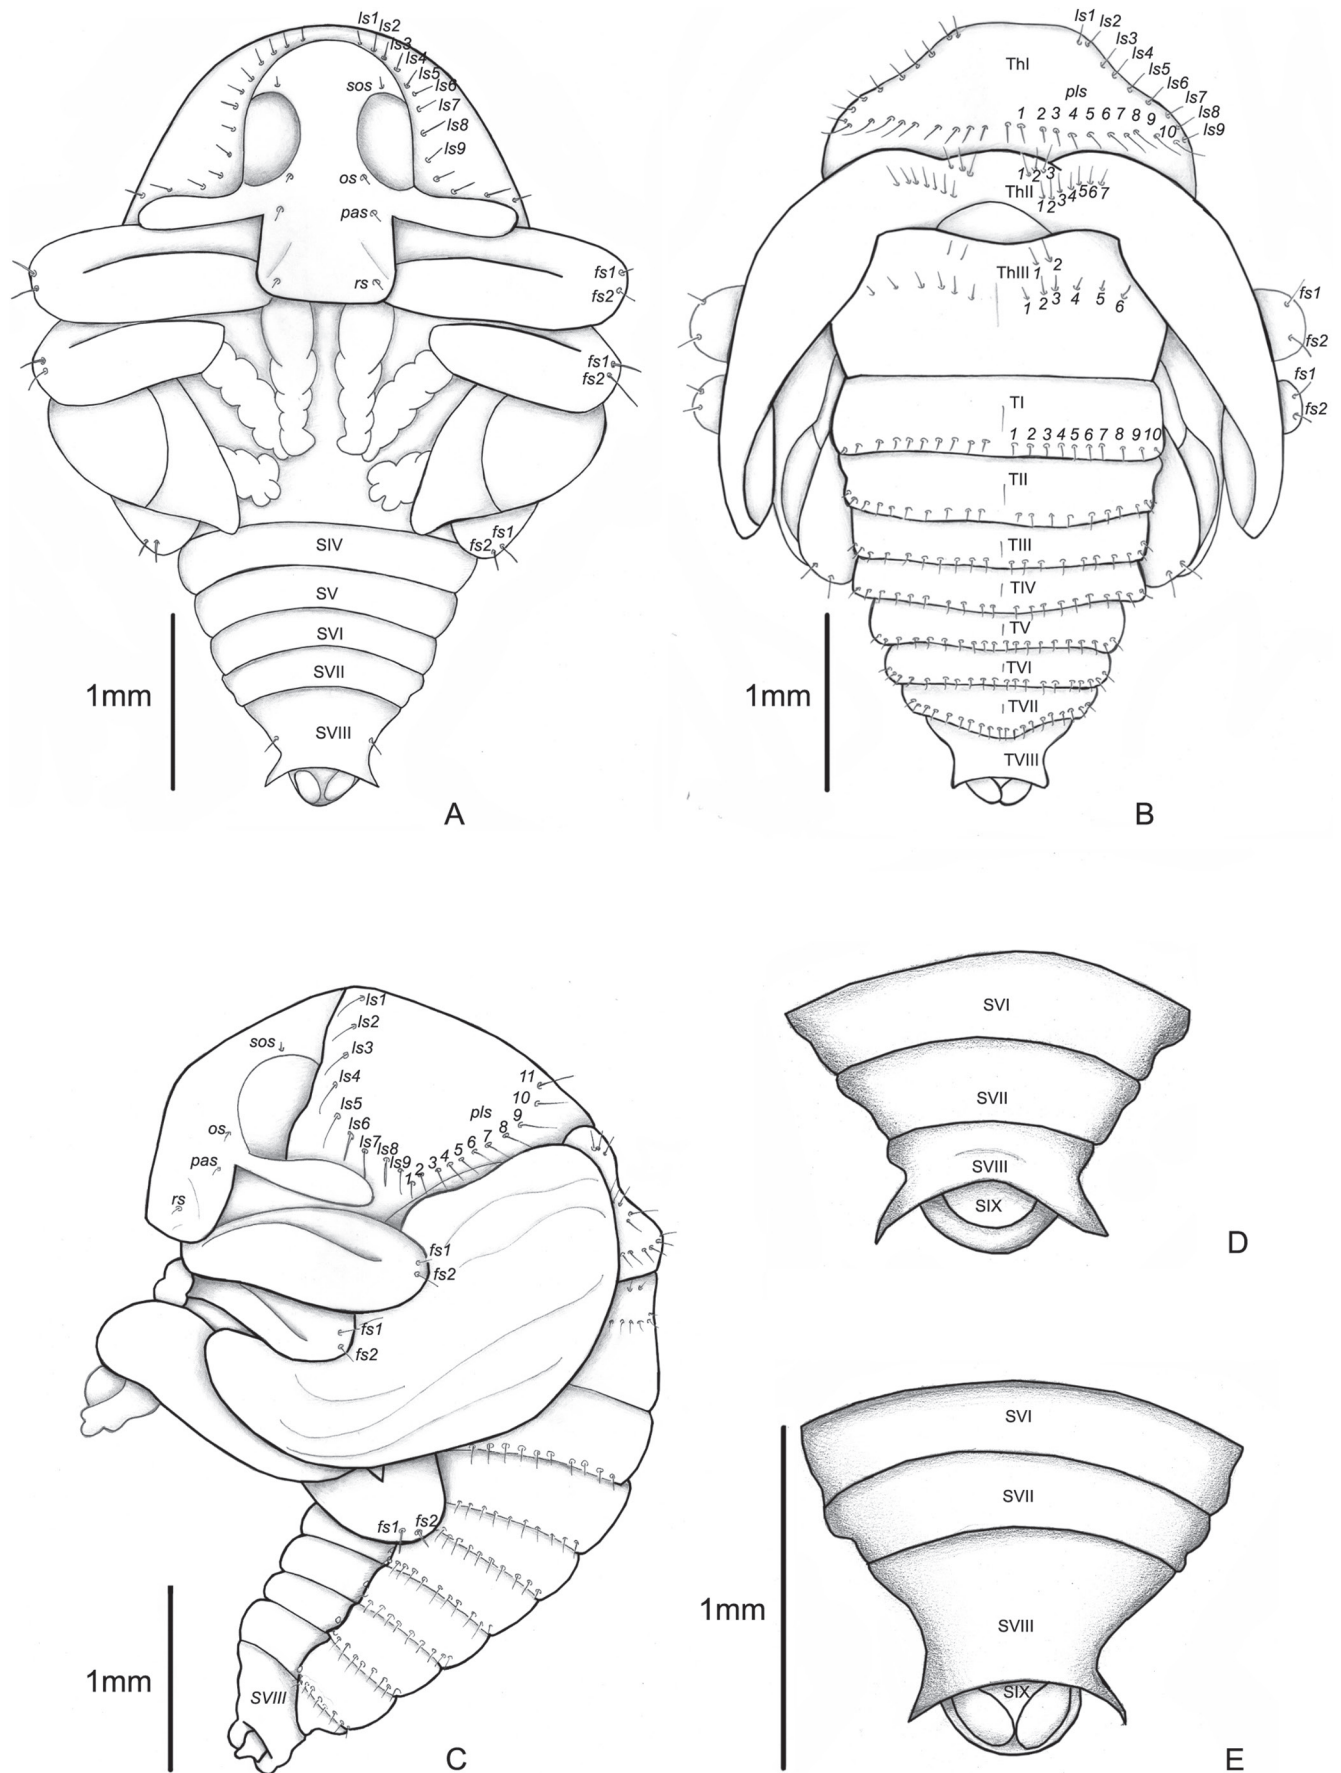 ls1
ls2
ls3
ls4
ls5
ls6
ls7
ls8
ls9
sos
os
pas
rs
fs1
fs2
fs1
fs2
fs1
fs2
SIV
SV
SVI
SVII
SVIII
1mm
A
ls1
ls2
ls3
ls4
ls5
ls6
ls7
ls8
ls9
ThI
pls
1 2 3 4 5 6 7 8 9 10
1 2 3
ThII
1 2 3 4 5 6 7
ThIII 1 2
1 2 3 4 5 6
fs1
fs2
fs1
fs2
TI
1 2 3 4 5 6 7 8 9 10
TII
TIII
TIV
TV
TVI
TVII
TVIII
1mm
B
ls1
ls2
ls3
ls4
ls5
ls6
ls7
ls8
ls9
sos
os
pas
rs
pls
1 2 3 4 5 6 7 8 9 10 11
fs1
fs2
fs1
fs2
fs1 fs2
SVIII
1mm
C
SVI
SVII
SVIII
SIX
D
SVI
SVII
SVIII
SIX
1mm
E